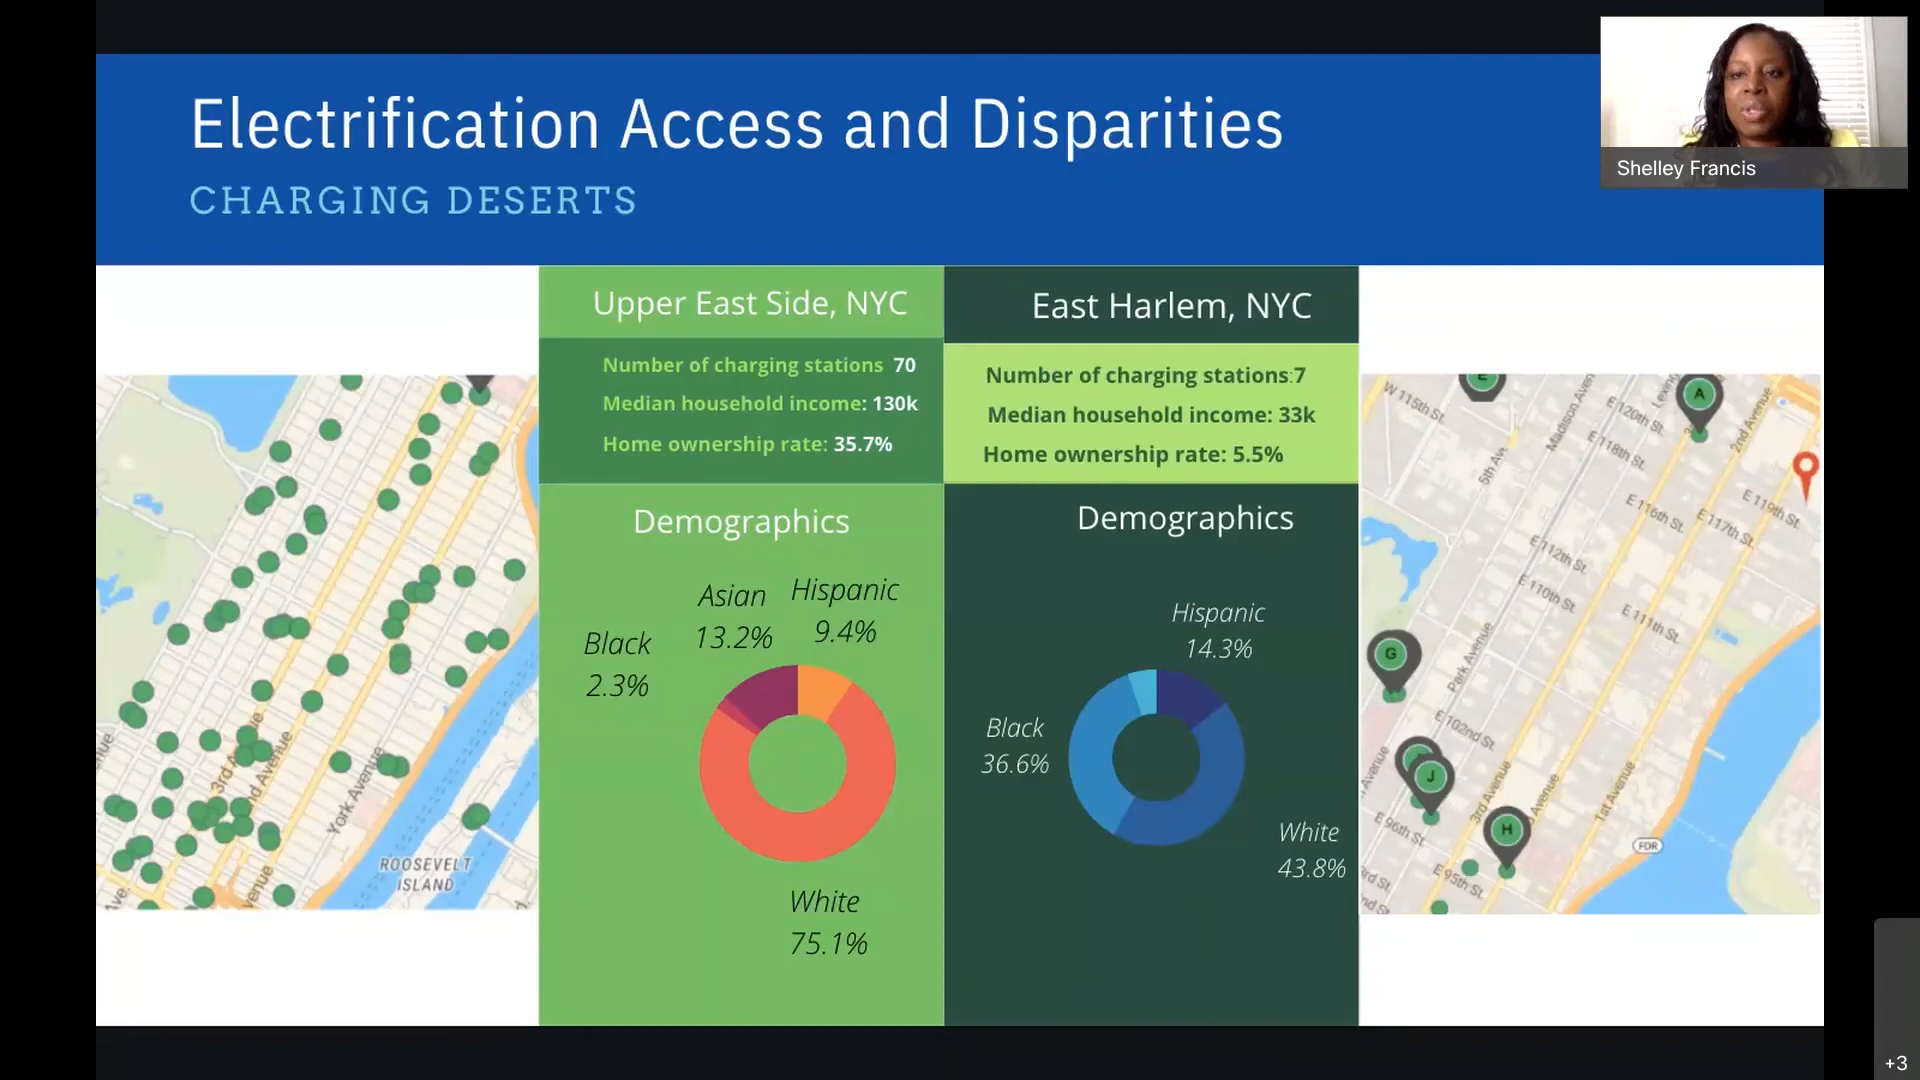 Electrification Access and Disparities
CHARGING DESERTS
Shelley Francis
Upper East Side, NYC
Number of charging stations 70
Median household income: 130k
Home ownership rate: 35.7%
Demographics
Asian
13.2%
Hispanic
9.4%
Black
2.3%
White
75.1%
East Harlem, NYC
Number of charging stations:7
Median household income: 33k
Home ownership rate: 5.5%
Demographics
Hispanic
14.3%
Black
36.6%
White
43.8%
3rd A
nd Avenue
York Avenue
ROOSEVELT
ISLAND
enue
W 115th St.
5th Av
Madison Aven
Lexing
E 120th St.
E 118th St.
2nd Avenue
A
E 119th St.
E 117th St.
E 116th St.
E 112th St.
E 110th St.
E 111th St.
Park Avenue
G
E 102nd St.
J
H
3rd Avenue
1st Avenue
E 96th St.
E 95th St.
FDR
+3